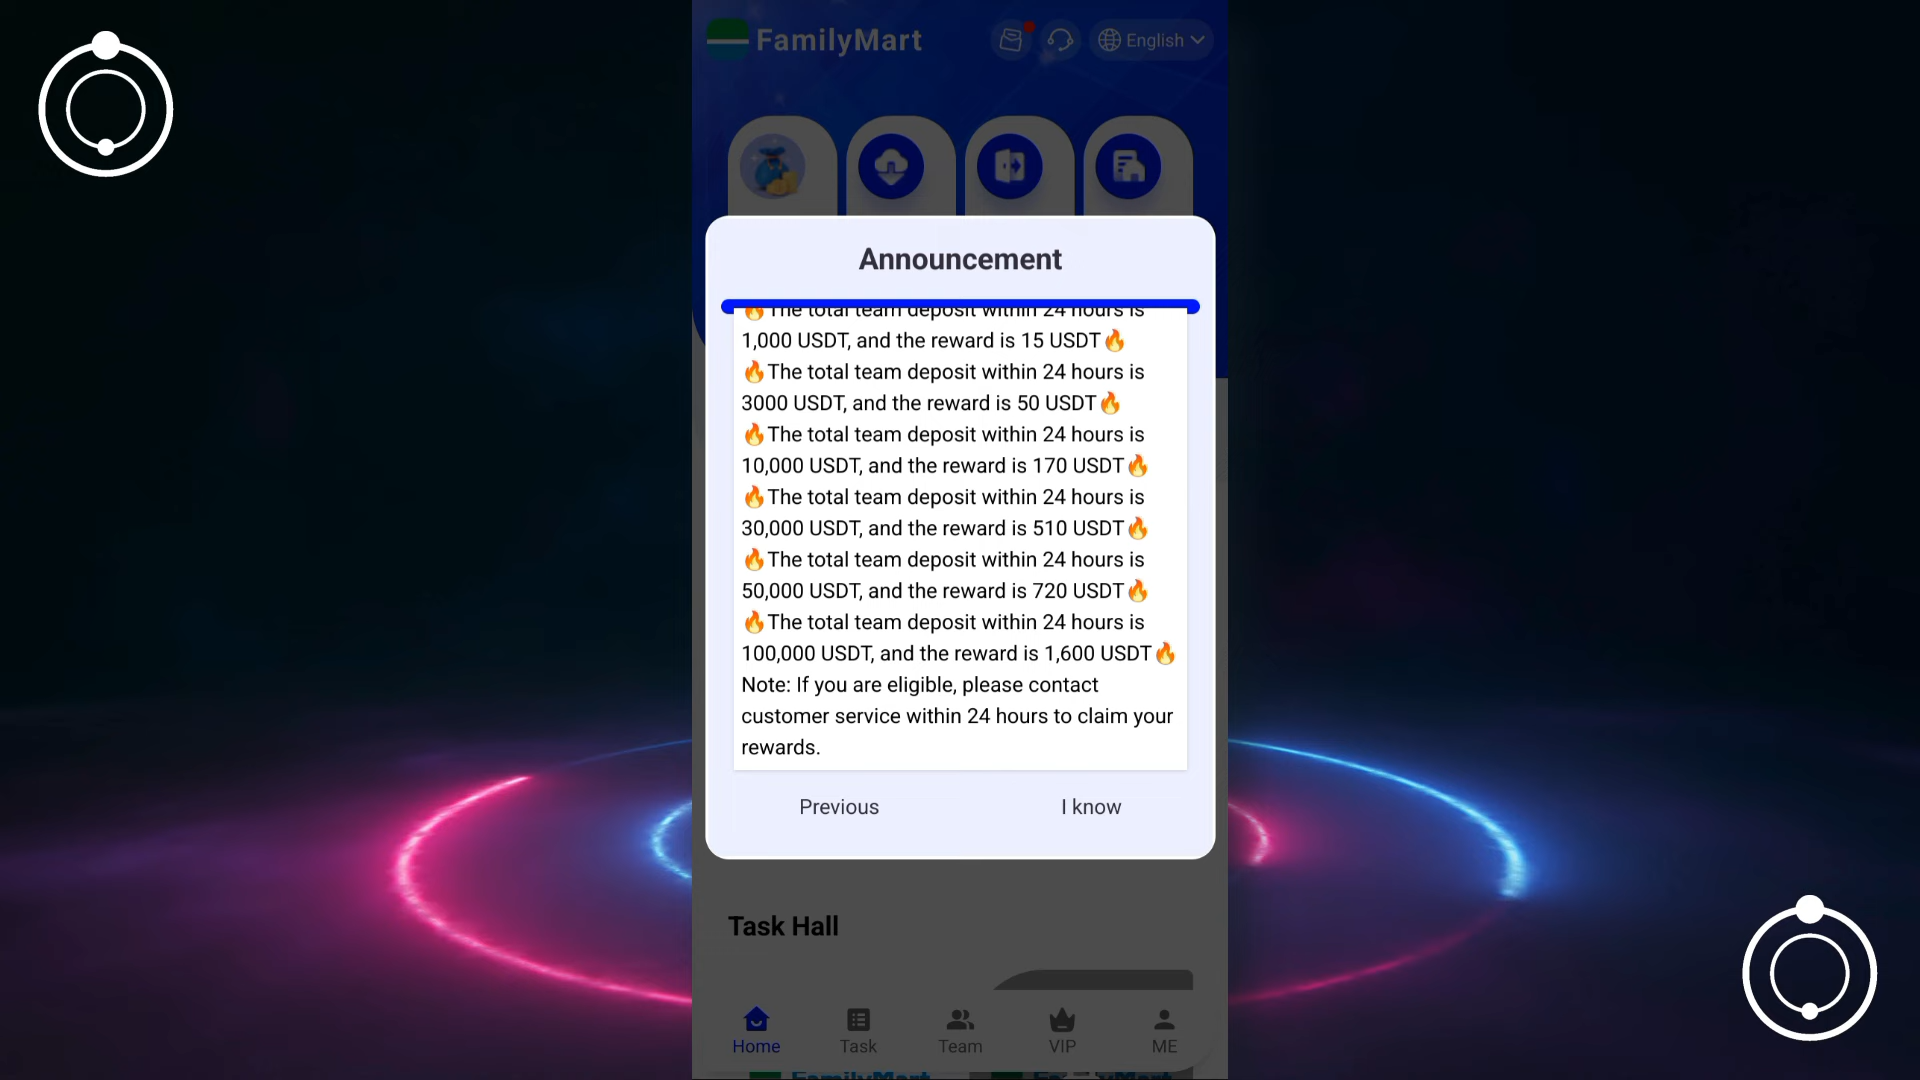 FamilyMart
English
Announcement
🔥The total team deposit within 24 hours is
1,000 USDT, and the reward is 15 USDT🔥
🔥The total team deposit within 24 hours is
3000 USDT, and the reward is 50 USDT🔥
🔥The total team deposit within 24 hours is
10,000 USDT, and the reward is 170 USDT🔥
🔥The total team deposit within 24 hours is
30,000 USDT, and the reward is 510 USDT🔥
🔥The total team deposit within 24 hours is
50,000 USDT, and the reward is 720 USDT🔥
🔥The total team deposit within 24 hours is
100,000 USDT, and the reward is 1,600 USDT🔥
Note: If you are eligible, please contact
customer service within 24 hours to claim your
rewards.
Previous
I know
Task Hall
Home
Task
Team
VIP
ME
FamilyMart